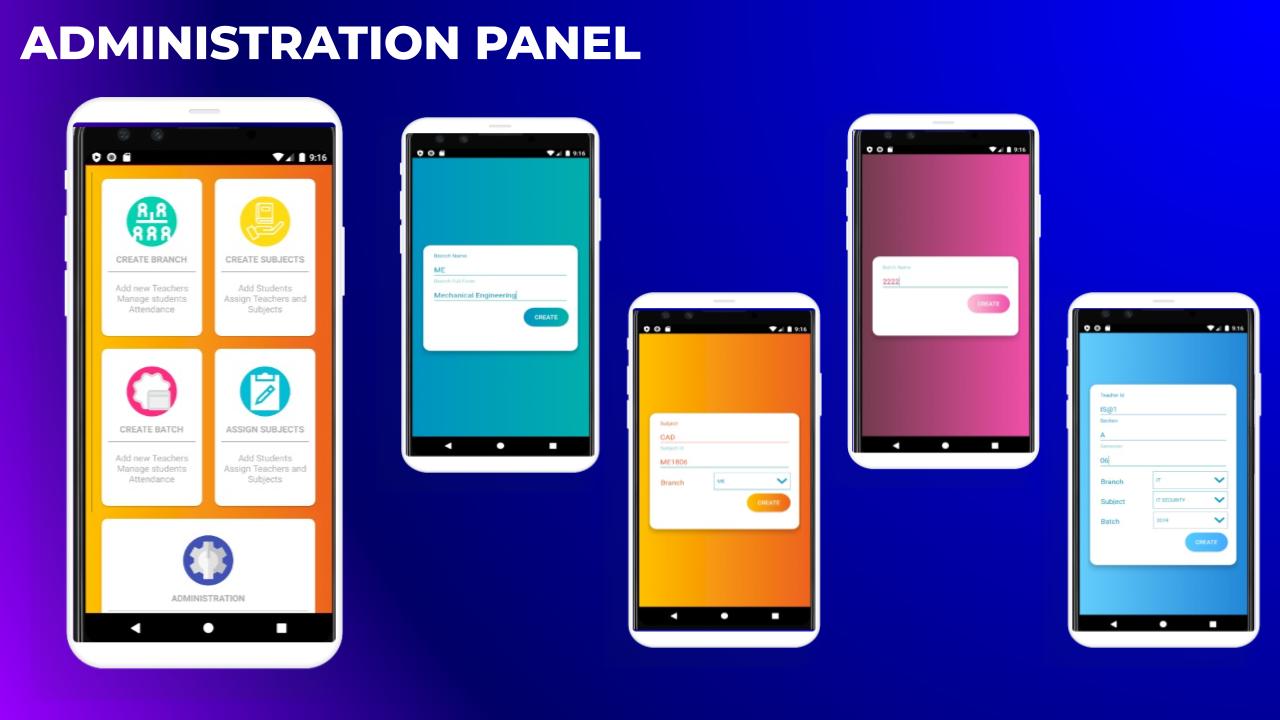 ADMINISTRATION PANEL
9:16
CREATE BRANCH
Add new Teachers
Manage students
Attendance
CREATE SUBJECTS
Add Students
Assign Teachers and
Subjects
CREATE BATCH
Add new Teachers
Manage students
Attendance
ASSIGN SUBJECTS
Add Students
Assign Teachers and
Subjects
ADMINISTRATION
9:16
Branch Name
ME
Branch Full Form
Mechanical Engineering
CREATE
9:16
Subject
CAD
Subject ID
ME1806
Branch ME
CREATE
9:16
Batch Name
2222
CREATE
9:16
Teacher Id
IS@1
Section
A
Semester
06
Branch IT
Subject IT SECURITY
Batch 2019
CREATE